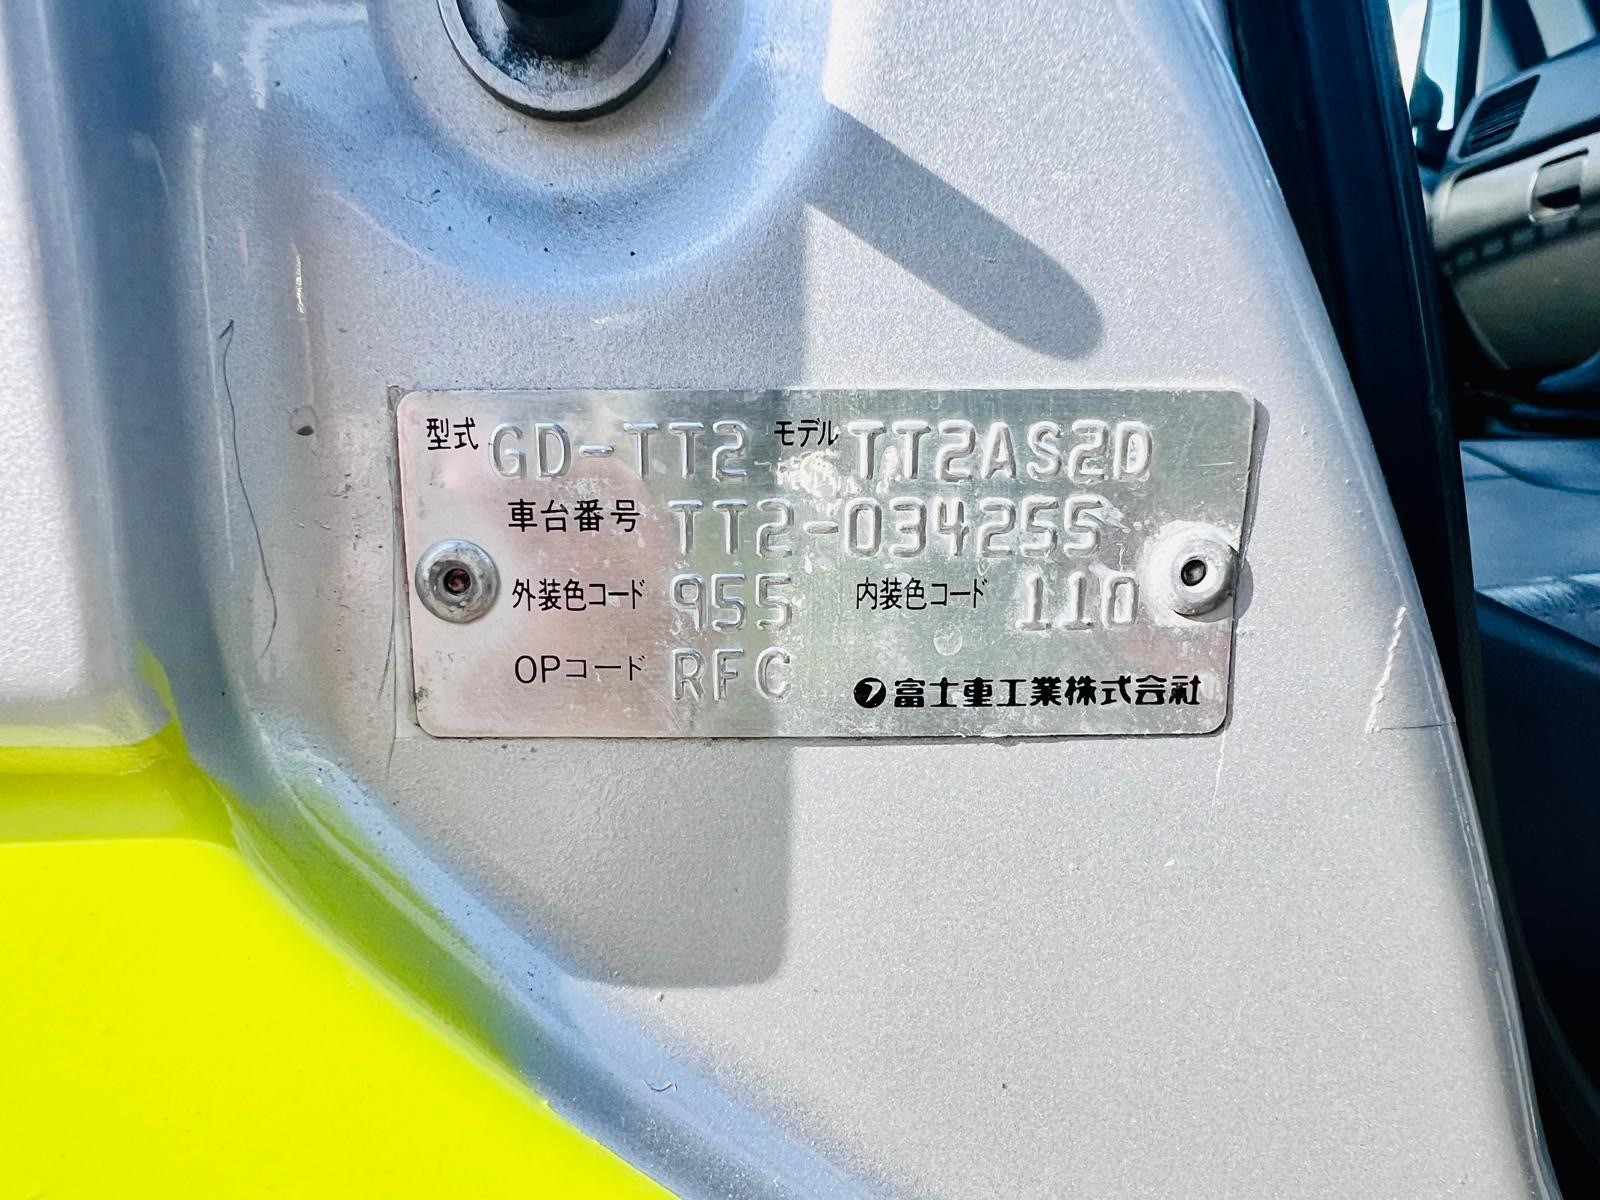 型式 GD-TT2 モデル TT2AS2D
車台番号 TT2-034255
外装色コード 955 内装色コード 110
OPコード RFC 富士重工業株式会社